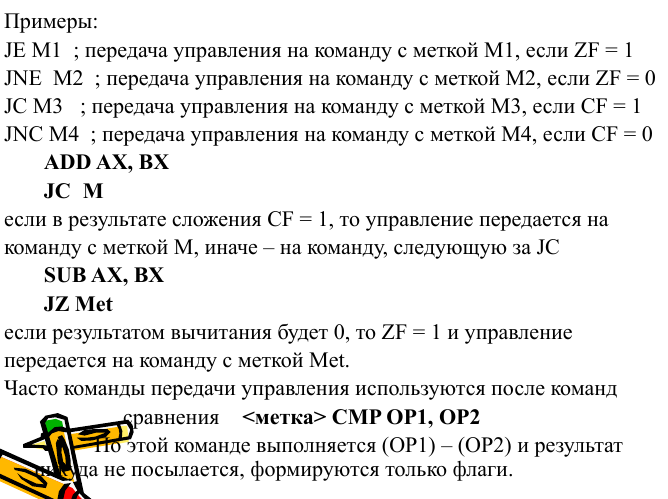 Примеры:
JE M1 ; передача управления на команду с меткой M1, если ZF = 1
JNE M2 ; передача управления на команду с меткой M2, если ZF = 0
JC M3 ; передача управления на команду с меткой M3, если CF = 1
JNC M4 ; передача управления на команду с меткой M4, если CF = 0
ADD AX, BX
JC M
если в результате сложения CF = 1, то управление передается на
команду с меткой M, иначе – на команду, следующую за JC
SUB AX, BX
JZ Met
если результатом вычитания будет 0, то ZF = 1 и управление
передается на команду с меткой Met.
Часто команды передачи управления используются после команд
сравнения <метка> CMP OP1, OP2
По этой команде выполняется (OP1) – (OP2) и результат
никуда не посылается, формируются только флаги.